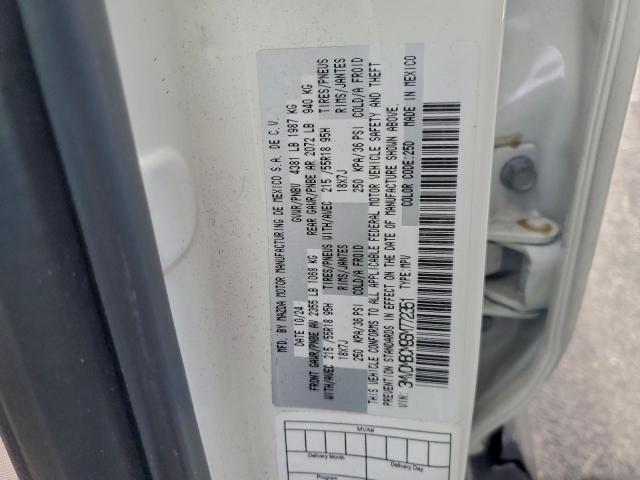 MFD. BY MAZDA MOTOR MANUFACTURING DE MEXICO S.A. DE C.V.
DATE 10/24 GVWR/PNBV 4381 LB 1987 KG
FRONT GAWR/PNBE AV 2355 LB 1068 KG REAR GAWR/PNBE AR 2072 LB 940 KG
WITH/AVEC 215/55R18 95H TIRES/PNEUS WITH/AVEC 215/55R18 95H TIRES/PNEUS
18X7J RIMS/JANTES 18X7J RIMS/JANTES
250 KPA/36 PSI COLD/A FROID 250 KPA/36 PSI COLD/A FROID
THIS VEHICLE CONFORMS TO ALL APPLICABLE FEDERAL MOTOR VEHICLE SAFETY AND THEFT
PREVENTION STANDARDS IN EFFECT ON THE DATE OF MANUFACTURE SHOWN ABOVE.
VIN: TYPE:MPV COLOR CODE:25D MADE IN MEXICO
MVA#
Delivery Month Delivery Day
Program